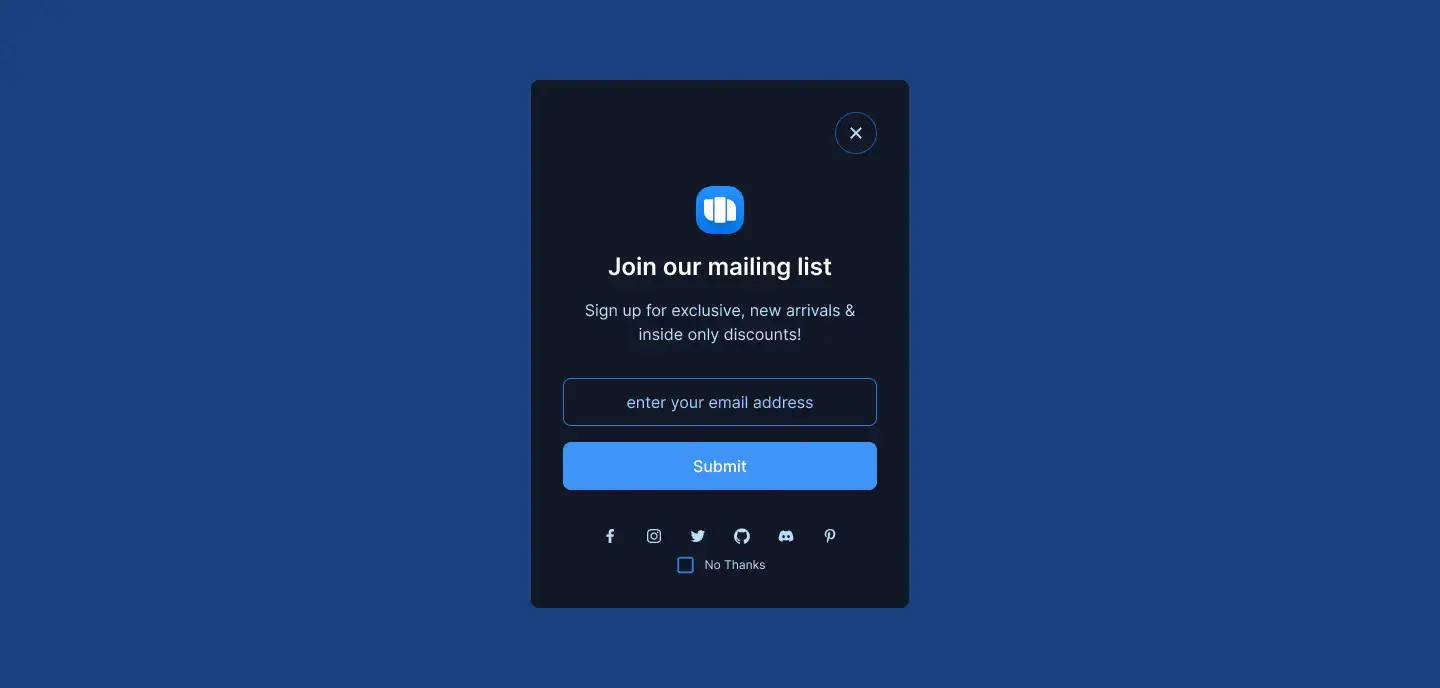 Join our mailing list
Sign up for exclusive, new arrivals &
inside only discounts!
enter your email address
Submit
No Thanks